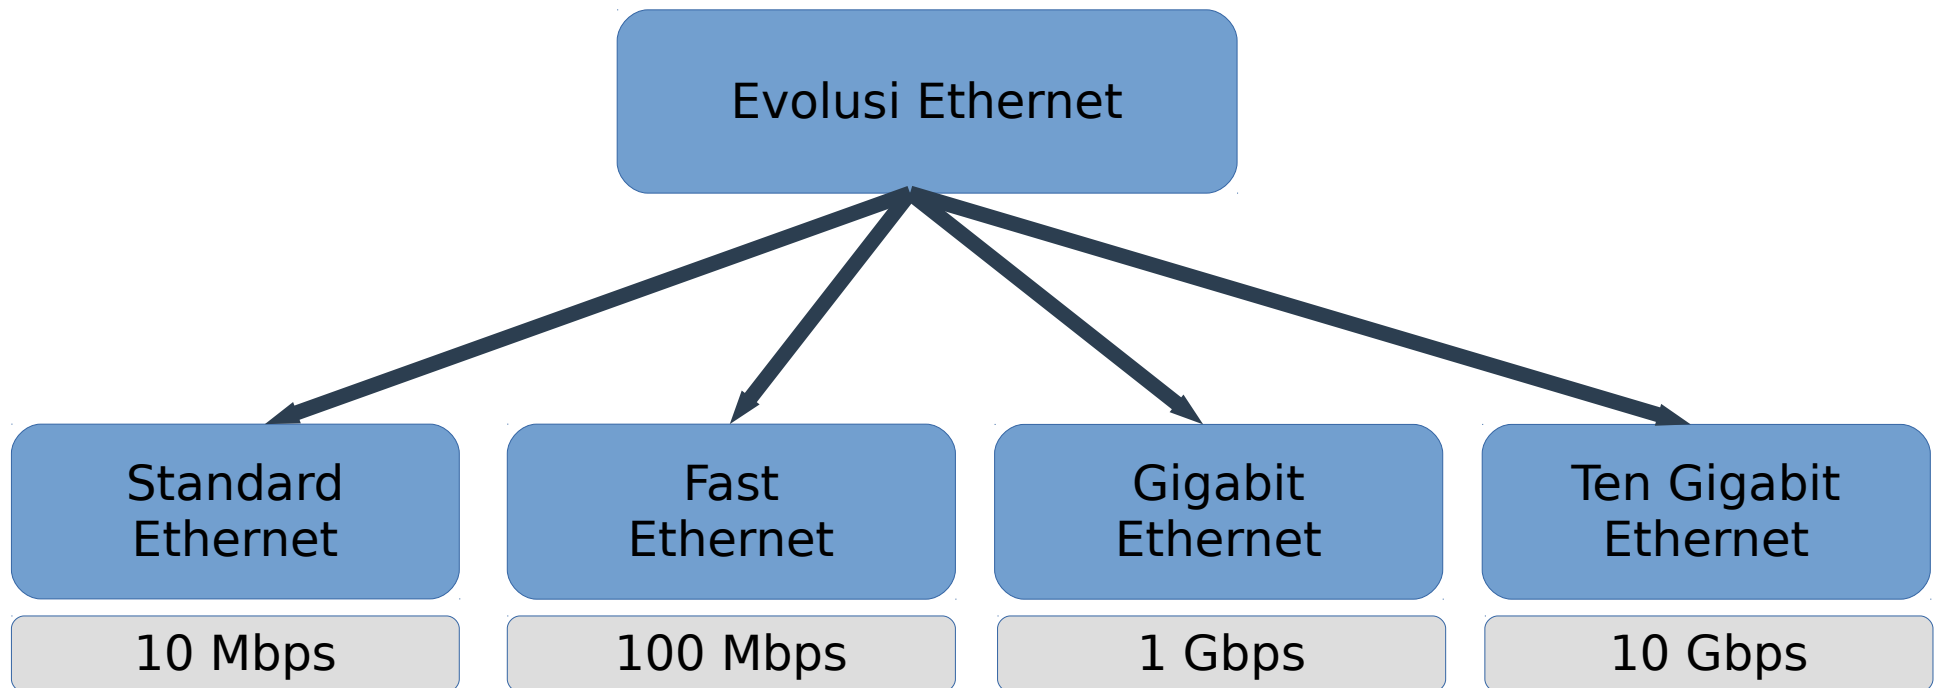 Evolusi Ethernet
Standard
Ethernet
Fast
Ethernet
Gigabit
Ethernet
Ten Gigabit
Ethernet
10 Mbps
100 Mbps
1 Gbps
10 Gbps